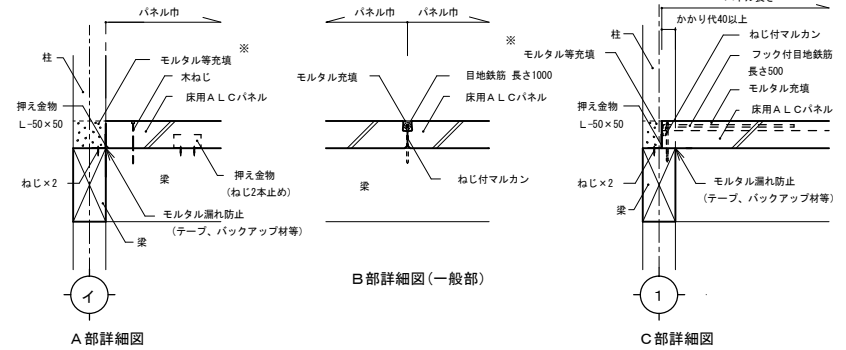 パネル巾
※
柱
モルタル等充填
木ねじ
床用ALCパネル
押え金物
L-50×50
ねじ×2
梁
押え金物
(ねじ2本止め)
モルタル漏れ防止
(テープ、バックアップ材等)
梁
イ
A部詳細図
パネル巾
パネル巾
※
モルタル充填
目地鉄筋 長さ1000
床用ALCパネル
梁
ねじ付マルカン
B部詳細図(一般部)
かかり代40以上
柱
モルタル等充填
ねじ付マルカン
フック付目地鉄筋
長さ500
モルタル充填
床用ALCパネル
押え金物
L-50×50
ねじ×2
梁
モルタル漏れ防止
(テープ、バックアップ材等)
1
C部詳細図